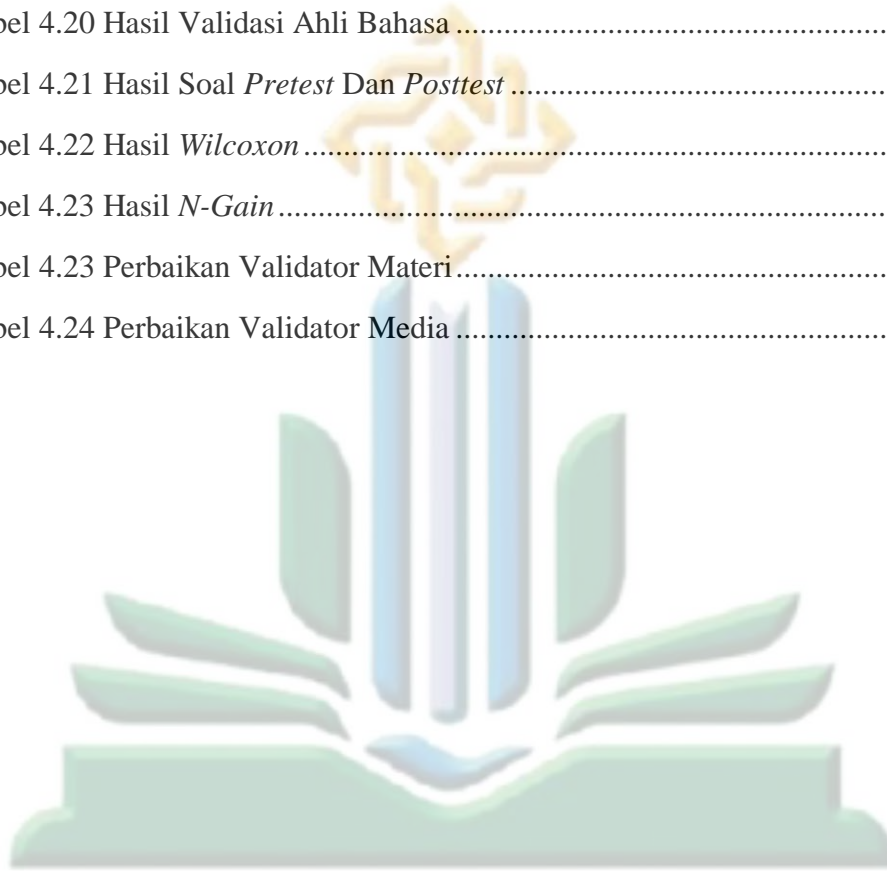 bel 4.20 Hasil Validasi Ahli Bahasa ......................................................
bel 4.21 Hasil Soal Pretest Dan Posttest ...............................................
bel 4.22 Hasil Wilcoxon .........................................................................
bel 4.23 Hasil N-Gain ............................................................................
bel 4.23 Perbaikan Validator Materi ......................................................
bel 4.24 Perbaikan Validator Media ......................................................